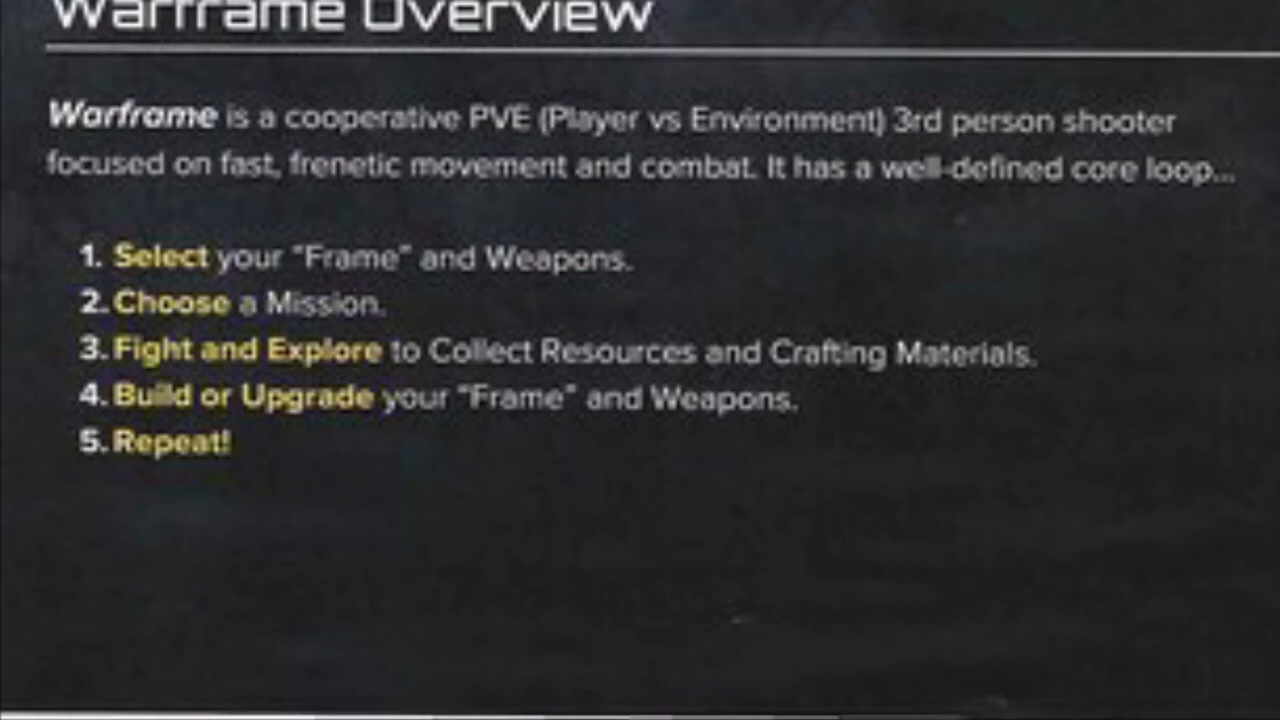 Warframe Overview
Warframe is a cooperative PVE (Player vs Environment) 3rd person shooter
focused on fast, frenetic movement and combat. It has a well-defined core loop...
1. Select your "Frame" and Weapons.
2. Choose a Mission.
3. Fight and Explore to Collect Resources and Crafting Materials.
4. Build or Upgrade your "Frame" and Weapons.
5. Repeat!